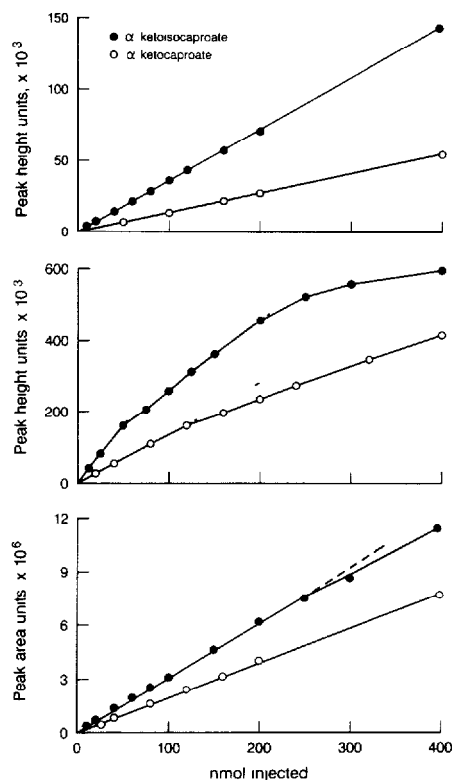 ● α ketoisocaproate
○ α ketocaproate
Peak height units, x 10³
150
100
50
0
Peak height units x 10³
600
400
200
0
Peak area units x 10⁶
12
9
6
3
0
0 100 200 300 400
nmol injected